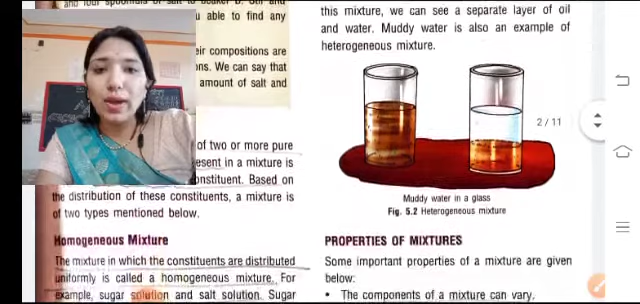 and four spoonfuls of salt to beaker B. Stir and
u able to find any
eir compositions are
ns. We can say that
amount of salt and
of two or more pure
esent in a mixture is
onstituent. Based on
the distribution of these constituents, a mixture is
of two types mentioned below.
Homogeneous Mixture
The mixture in which the constituents are distributed
uniformly is called a homogeneous mixture. For
example, sugar solution and salt solution. Sugar
this mixture, we can see a separate layer of oil
and water. Muddy water is also an example of
heterogeneous mixture.
Muddy water in a glass
Fig. 5.2 Heterogeneous mixture
PROPERTIES OF MIXTURES
Some important properties of a mixture are given
below:
• The components of a mixture can vary.
2 / 11